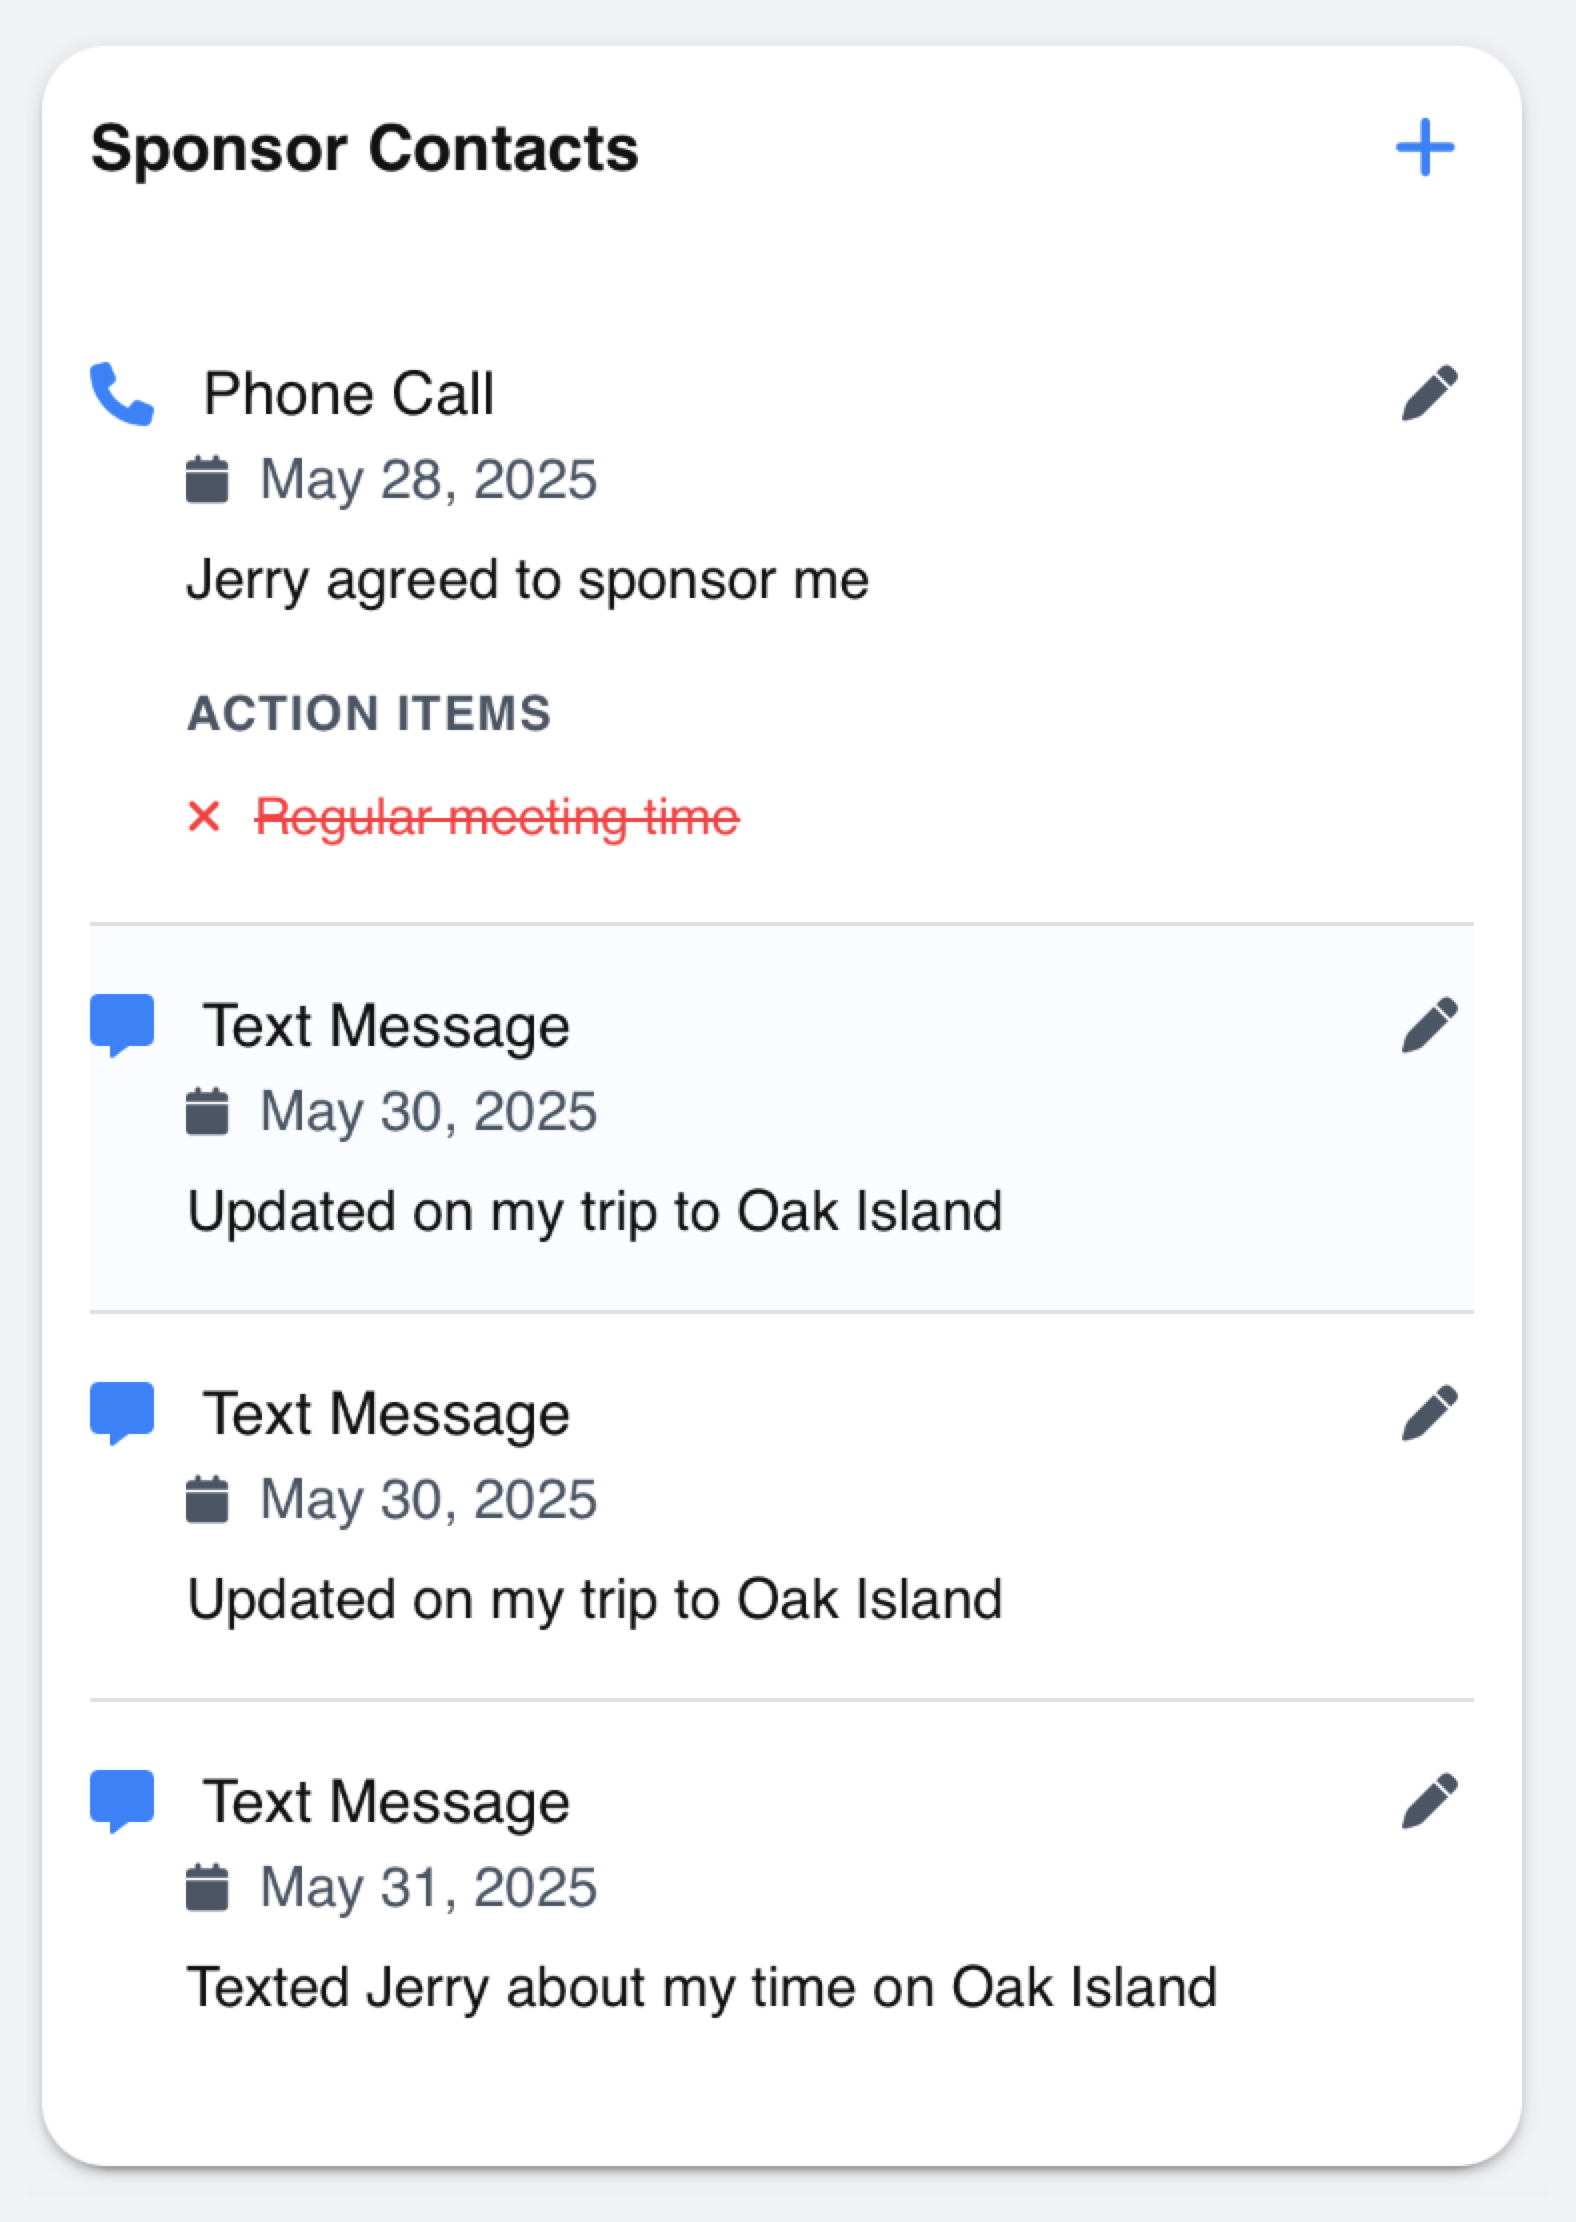 Sponsor Contacts
Phone Call
May 28, 2025
Jerry agreed to sponsor me
ACTION ITEMS
Regular meeting time
Text Message
May 30, 2025
Updated on my trip to Oak Island
Text Message
May 30, 2025
Updated on my trip to Oak Island
Text Message
May 31, 2025
Texted Jerry about my time on Oak Island